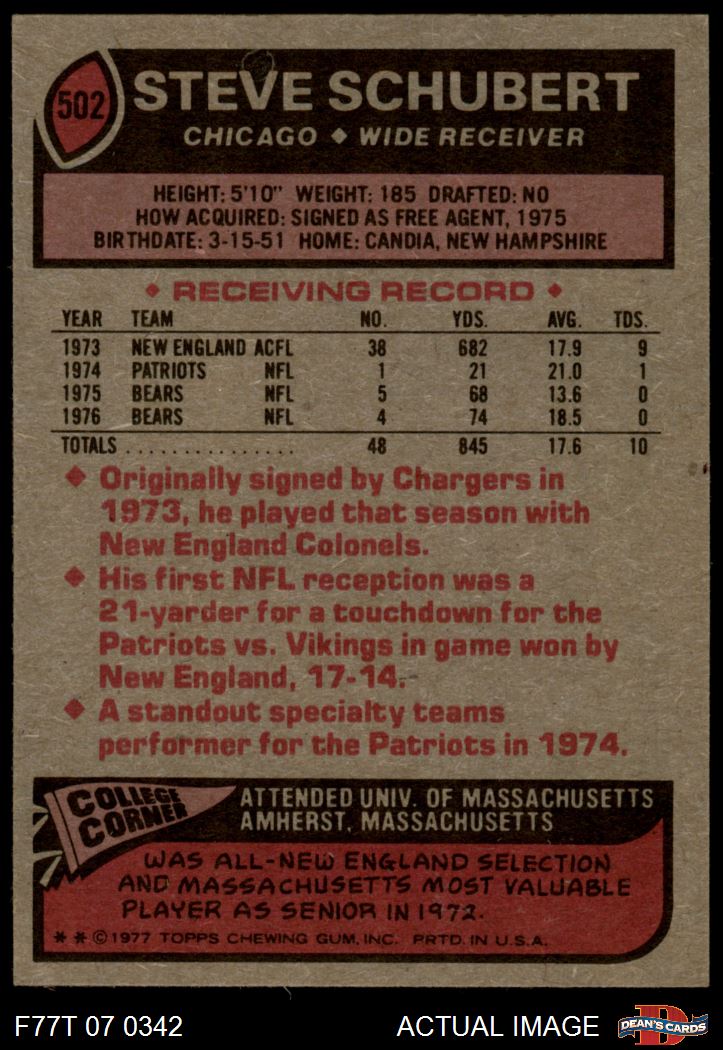 502
STEVE SCHUBERT
CHICAGO ◆ WIDE RECEIVER
HEIGHT: 5'10" WEIGHT: 185 DRAFTED: NO
HOW ACQUIRED: SIGNED AS FREE AGENT, 1975
BIRTHDATE: 3-15-51 HOME: CANDIA, NEW HAMPSHIRE
◆ RECEIVING RECORD ◆
YEAR TEAM NO. YDS. AVG. TDS.
1973 NEW ENGLAND ACFL 38 682 17.9 9
1974 PATRIOTS NFL 1 21 21.0 1
1975 BEARS NFL 5 68 13.6 0
1976 BEARS NFL 4 74 18.5 0
TOTALS ............... 48 845 17.6 10
◆ Originally signed by Chargers in
1973, he played that season with
New England Colonels.
◆ His first NFL reception was a
21-yarder for a touchdown for the
Patriots vs. Vikings in game won by
New England, 17-14.
◆ A standout specialty teams
performer for the Patriots in 1974.
COLLEGE
CORNER
ATTENDED UNIV. OF MASSACHUSETTS
AMHERST, MASSACHUSETTS
WAS ALL-NEW ENGLAND SELECTION
AND MASSACHUSETTS MOST VALUABLE
PLAYER AS SENIOR IN 1972.
* * © 1977 TOPPS CHEWING GUM, INC. PRTD. IN U.S.A.
F77T 07 0342 ACTUAL IMAGE
D
DEAN'S CARDS